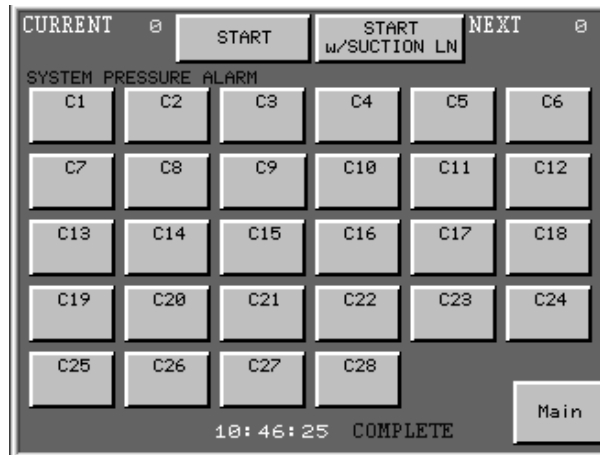 CURRENT 0 START START NEXT 0
w/SUCTION LN
SYSTEM PRESSURE ALARM
C1 C2 C3 C4 C5 C6
C7 C8 C9 C10 C11 C12
C13 C14 C15 C16 C17 C18
C19 C20 C21 C22 C23 C24
C25 C26 C27 C28
Main
10:46:25 COMPLETE